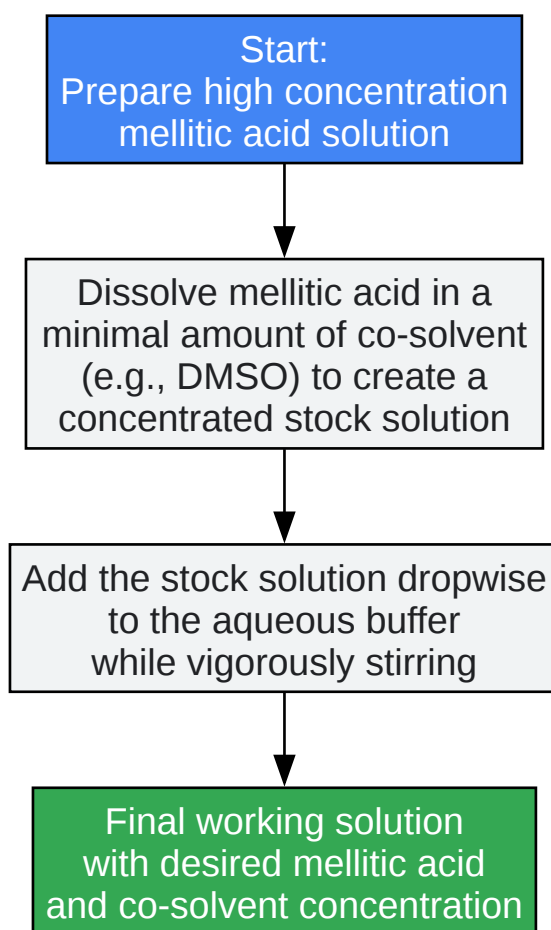 Start:
Prepare high concentration
mellitic acid solution
Dissolve mellitic acid in a
minimal amount of co-solvent
(e.g., DMSO) to create a
concentrated stock solution
Add the stock solution dropwise
to the aqueous buffer
while vigorously stirring
Final working solution
with desired mellitic acid
and co-solvent concentration